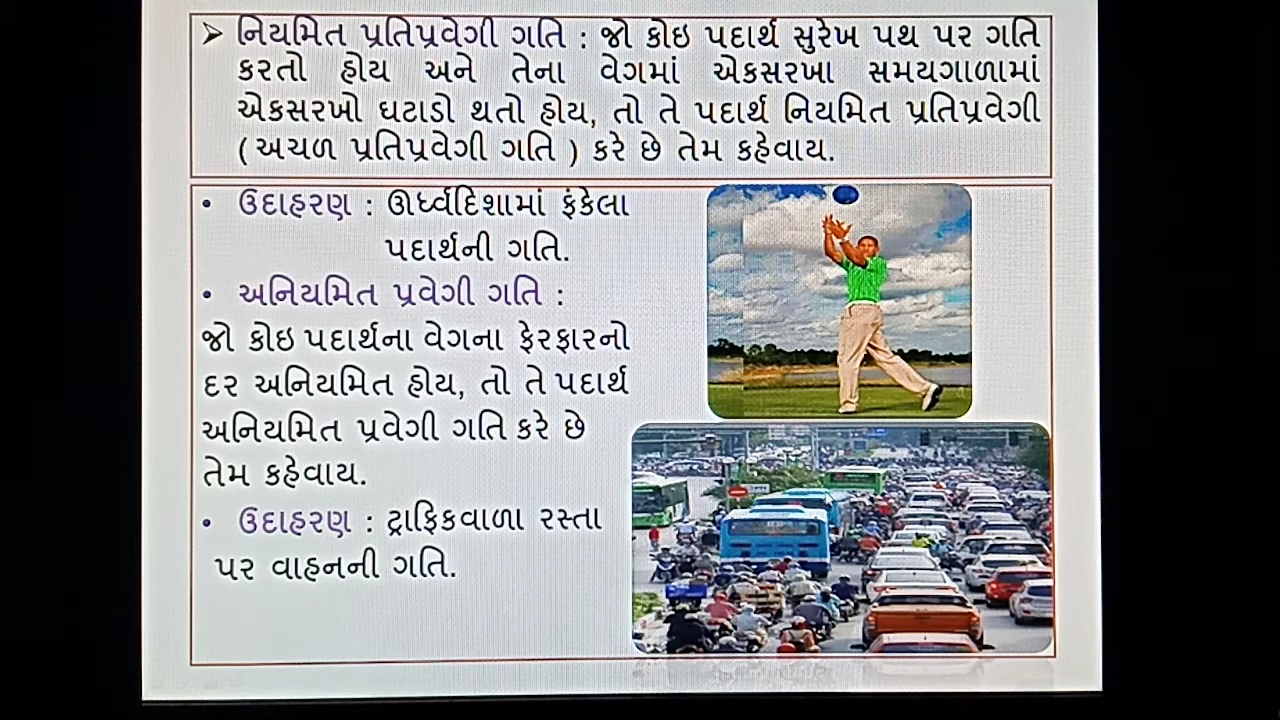 ➢ નિયમિત પ્રતિપ્રવેગી ગતિ : જો કોઇ પદાર્થ સુરેખ પથ પર ગતિ
કરતો હોય અને તેના વેગમાં એકસરખા સમયગાળામાં
એકસરખો ઘટાડો થતો હોય, તો તે પદાર્થ નિયમિત પ્રતિપ્રવેગી
( અચળ પ્રતિપ્રવેગી ગતિ ) કરે છે તેમ કહેવાય.
• ઉદાહરણ : ઊર્ધ્વદિશામાં ફંકેલા
પદાર્થની ગતિ.
• અનિયમિત પ્રવેગી ગતિ :
જો કોઇ પદાર્થના વેગના ફેરફારનો
દર અનિયમિત હોય, તો તે પદાર્થ
અનિયમિત પ્રવેગી ગતિ કરે છે
તેમ કહેવાય.
• ઉદાહરણ : ટ્રાફિકવાળા રસ્તા
પર વાહનની ગતિ.